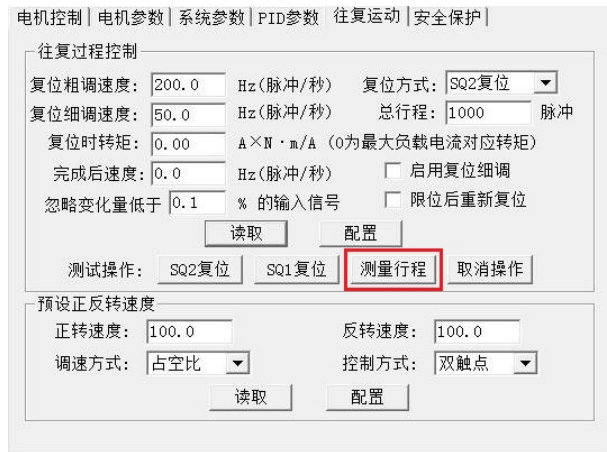 电机控制 电机参数 系统参数 PID参数 往复运动 安全保护
往复过程控制
复位粗调速度: 200.0 Hz(脉冲/秒) 复位方式: SQ2复位
复位细调速度: 50.0 Hz(脉冲/秒) 总行程: 1000 脉冲
复位时转矩: 0.00 A×N·m/A (0为最大负载电流对应转矩)
完成后速度: 0.0 Hz(脉冲/秒) 启用复位细调
忽略变化量低于 0.1 % 的输入信号 限位后重新复位
读取 配置
测试操作: SQ2复位 SQ1复位 测量行程 取消操作
预设正反转速度
正转速度: 100.0 反转速度: 100.0
调速方式: 占空比 控制方式: 双触点
读取 配置